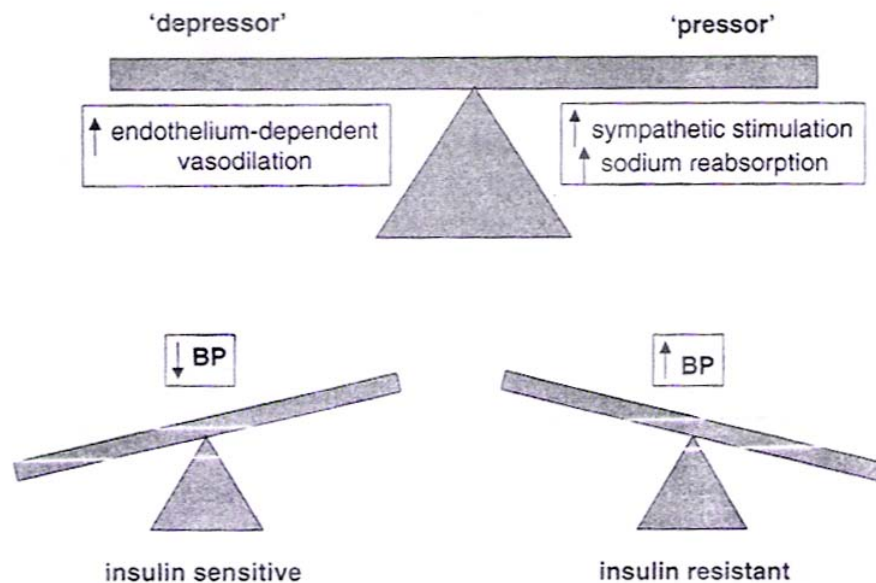 'depressor'
'pressor'
↑ endothelium-dependent
vasodilation
↑ sympathetic stimulation
↑ sodium reabsorption
↓ BP
↑ BP
insulin sensitive
insulin resistant